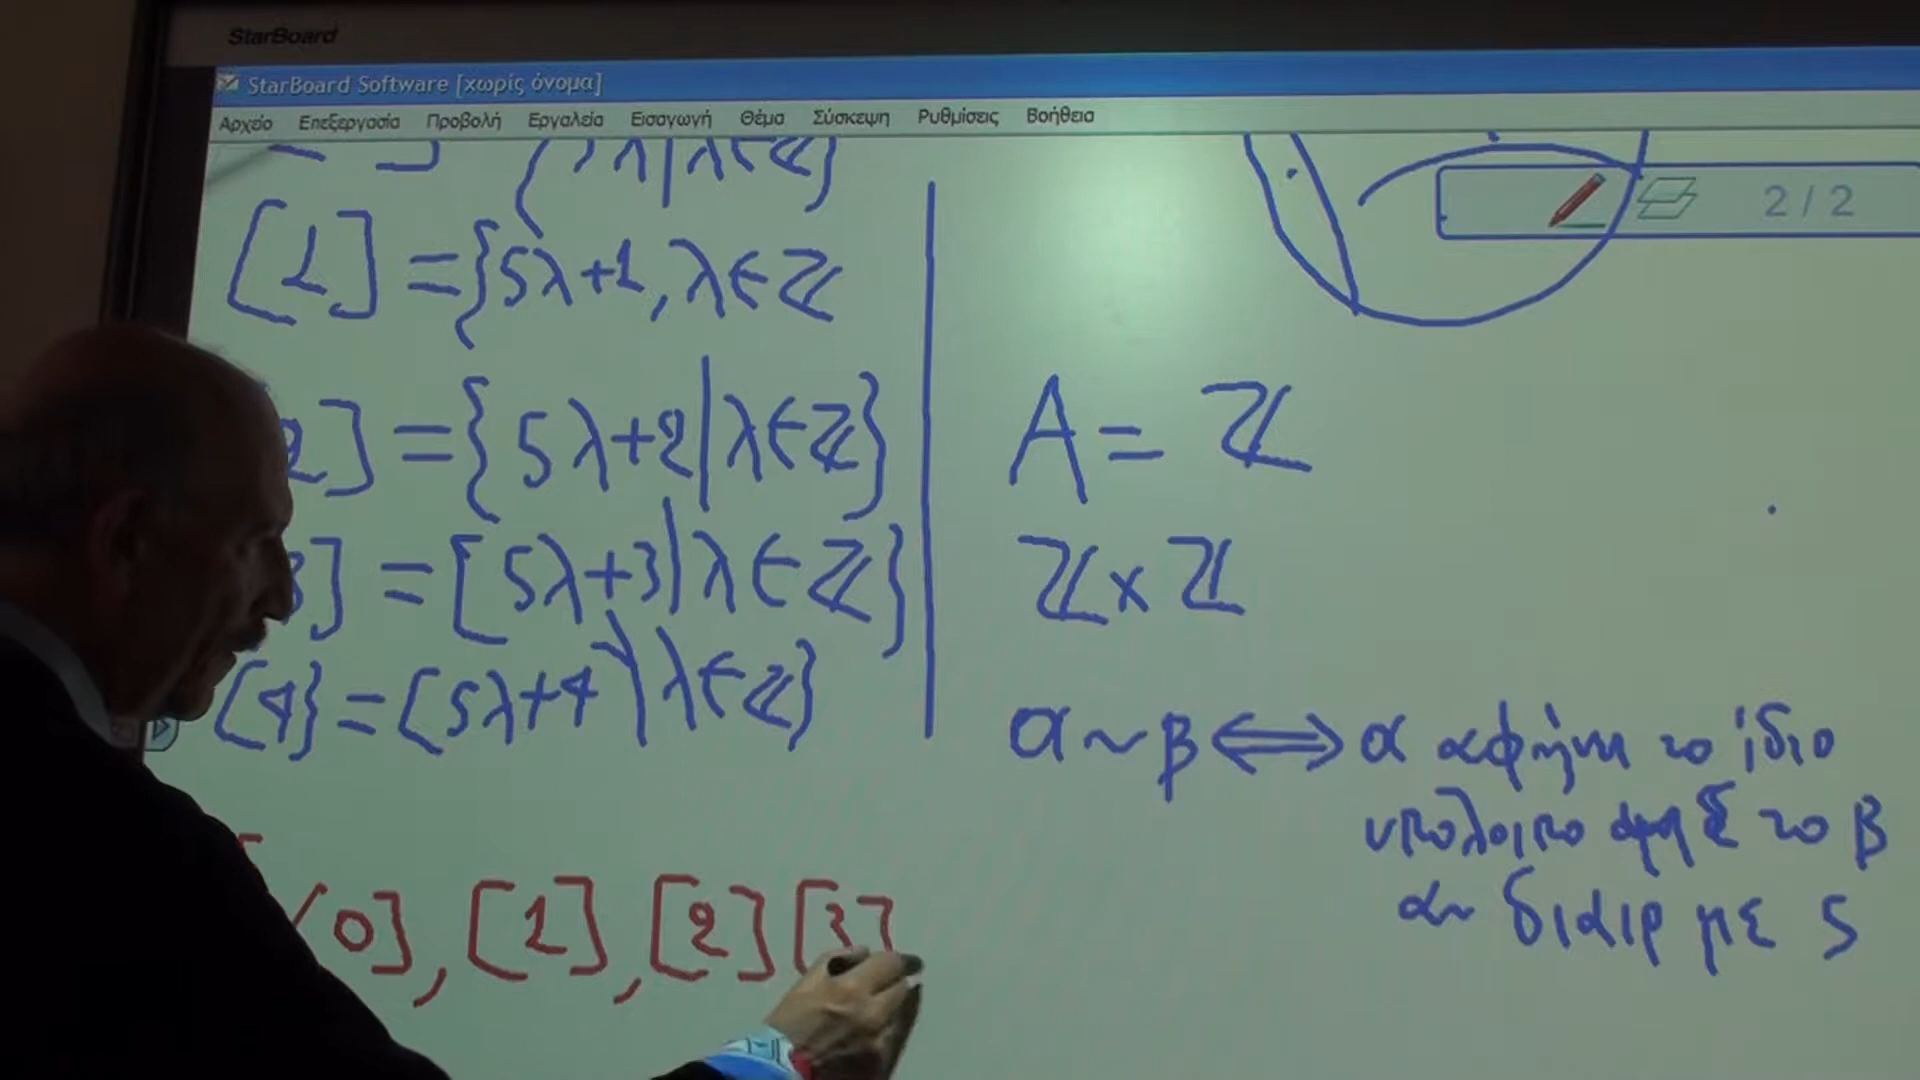 StarBoard
StarBoard Software [χωρίς όνομα]
Αρχείο Επεξεργασία Προβολή Εργαλεία Εισαγωγή Θέμα Σύσκεψη Ρυθμίσεις Βοήθεια
2 / 2
λ|λ∈ℤ}
[1] = {5λ+1, λ∈ℤ
2] = {5λ+2|λ∈ℤ}
3] = [5λ+3|λ∈ℤ}
[4} = [5λ+4|λ∈ℤ}
[0], [1], [2] [3]
A = ℤ
ℤ×ℤ
α~β ⟺ α αφήνει το ίδιο
υπόλοιπο με το β
αν διαιρ με 5